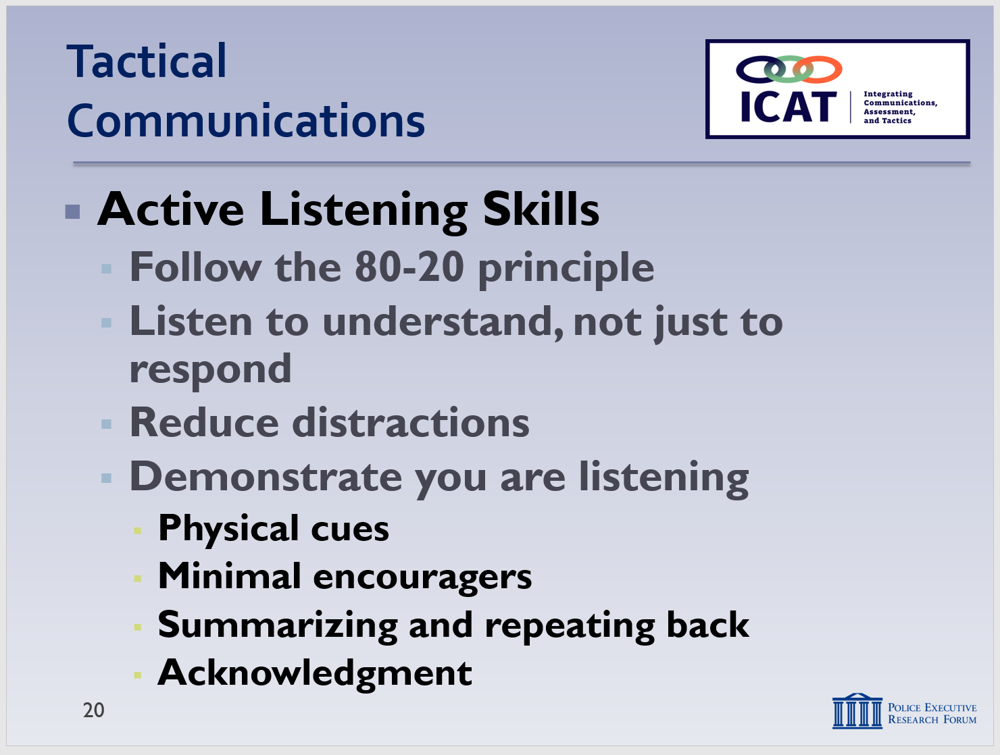 Tactical
Communications
ICAT
Integrating
Communications,
Assessment,
and Tactics
Active Listening Skills
Follow the 80-20 principle
Listen to understand, not just to
respond
Reduce distractions
Demonstrate you are listening
Physical cues
Minimal encouragers
Summarizing and repeating back
Acknowledgment
20
POLICE EXECUTIVE
RESEARCH FORUM